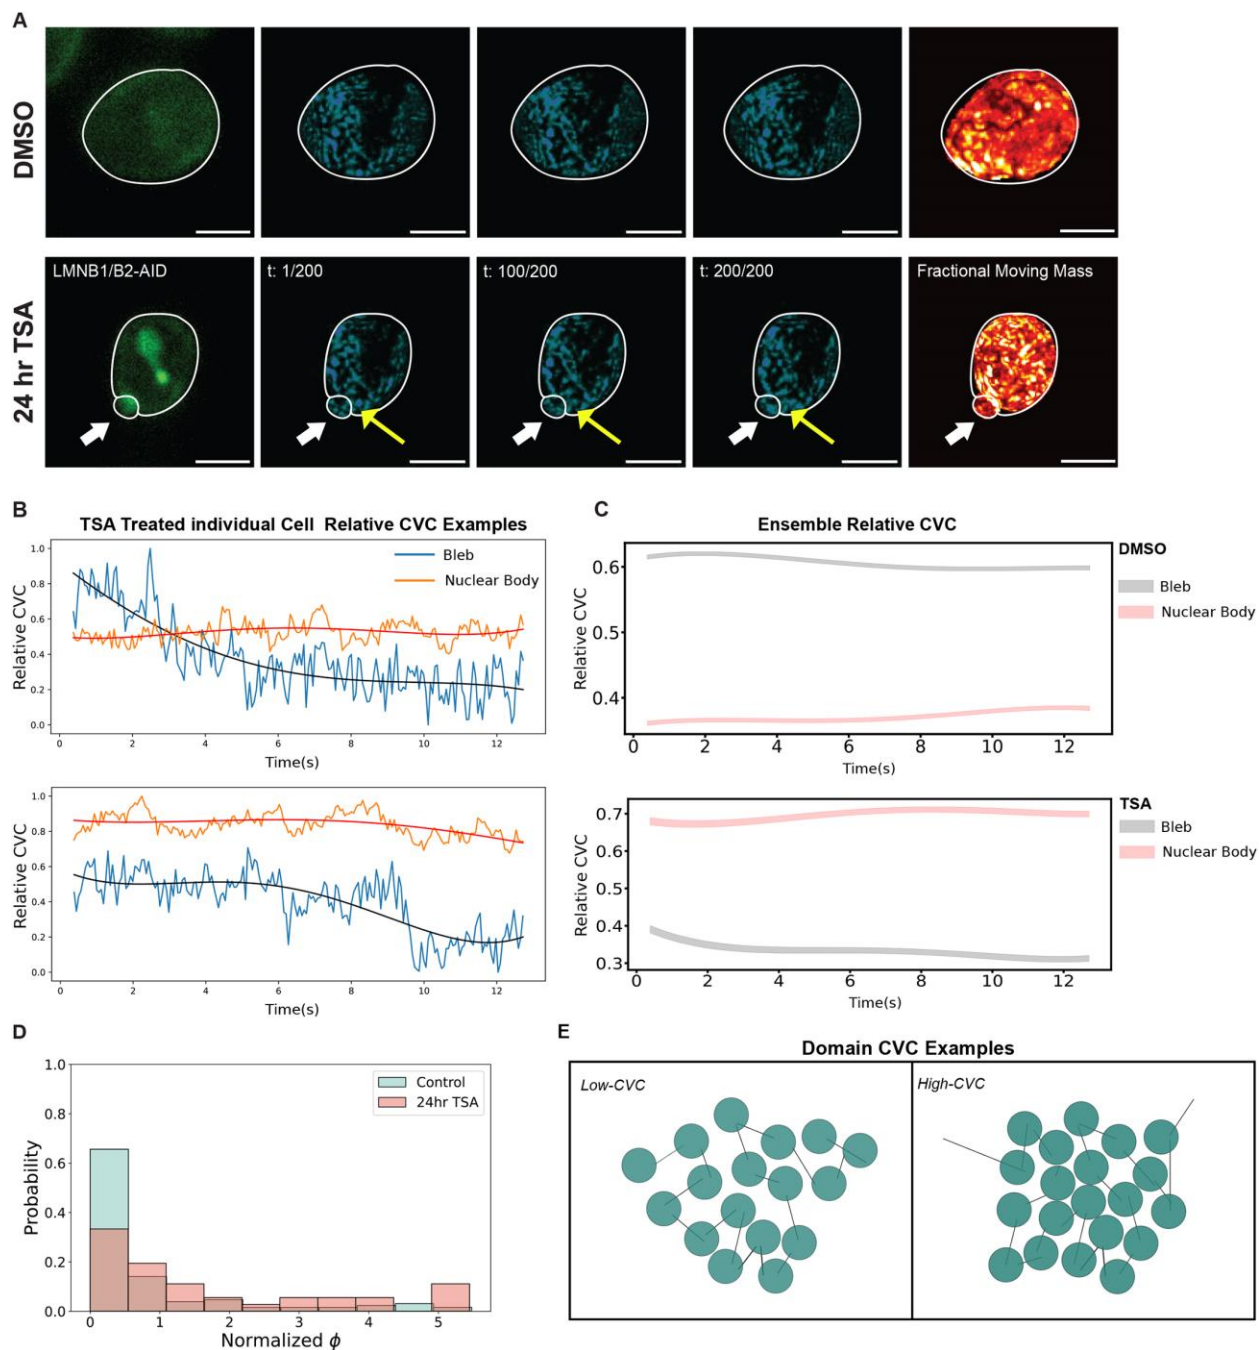 A
DMSO
24 hr TSA
LMNB1/B2-AID
t: 1/200
t: 100/200
t: 200/200
Fractional Moving Mass
B
TSA Treated individual Cell Relative CVC Examples
1.0
0.8
0.6
0.4
0.2
0.0
Relative CVC
Bleb
Nuclear Body
0 2 4 6 8 10 12
Time(s)
1.0
0.8
0.6
0.4
0.2
0.0
Relative CVC
0 2 4 6 8 10 12
Time(s)
C
Ensemble Relative CVC
0.6
0.5
0.4
Relative CVC
0 2 4 6 8 10 12
Time(s)
DMSO
Bleb
Nuclear Body
0.7
0.6
0.5
0.4
0.3
Relative CVC
0 2 4 6 8 10 12
Time(s)
TSA
Bleb
Nuclear Body
D
1.0
0.8
0.6
0.4
0.2
0.0
Probability
Control
24hr TSA
0 1 2 3 4 5
Normalized ϕ
E
Domain CVC Examples
Low-CVC
High-CVC